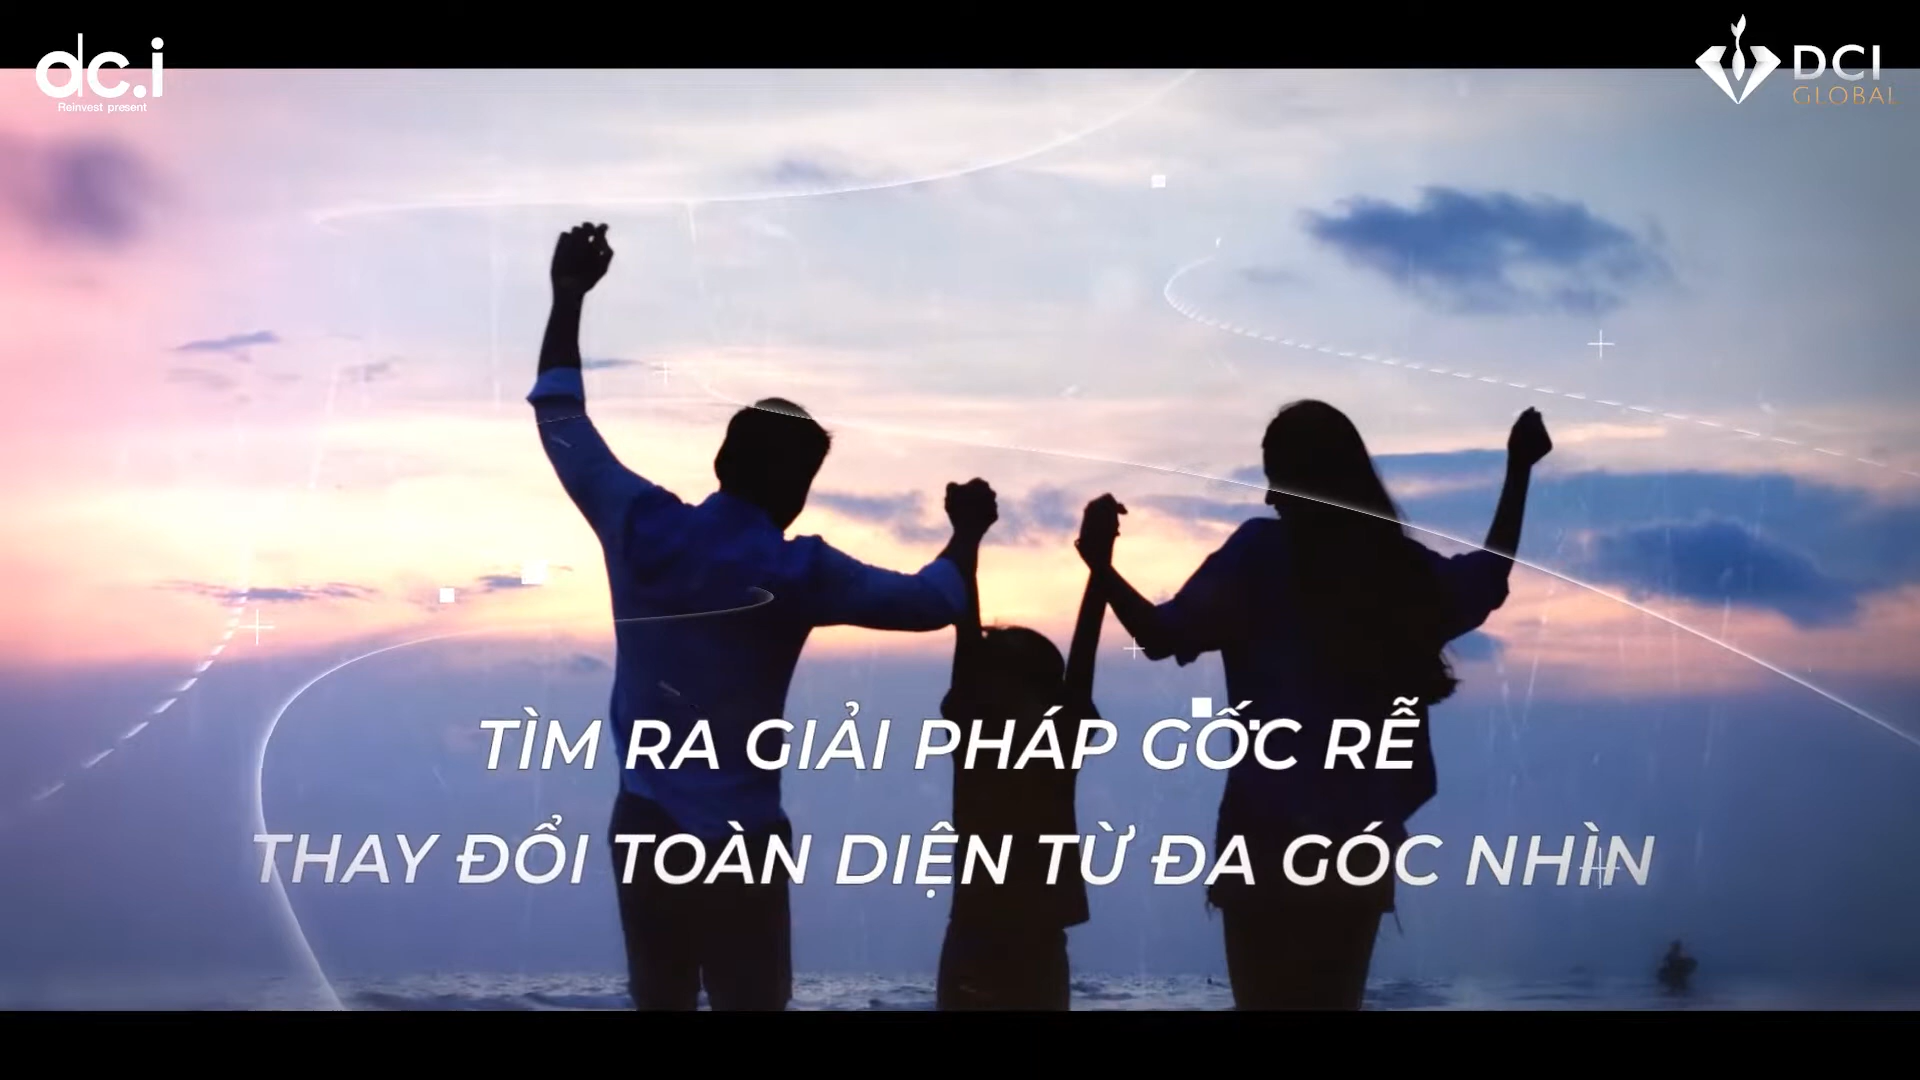 dc.i
Reinvest present
DCI
GLOBAL
TÌM RA GIẢI PHÁP GỐC RỄ
THAY ĐỔI TOÀN DIỆN TỪ ĐA GÓC NHÌN